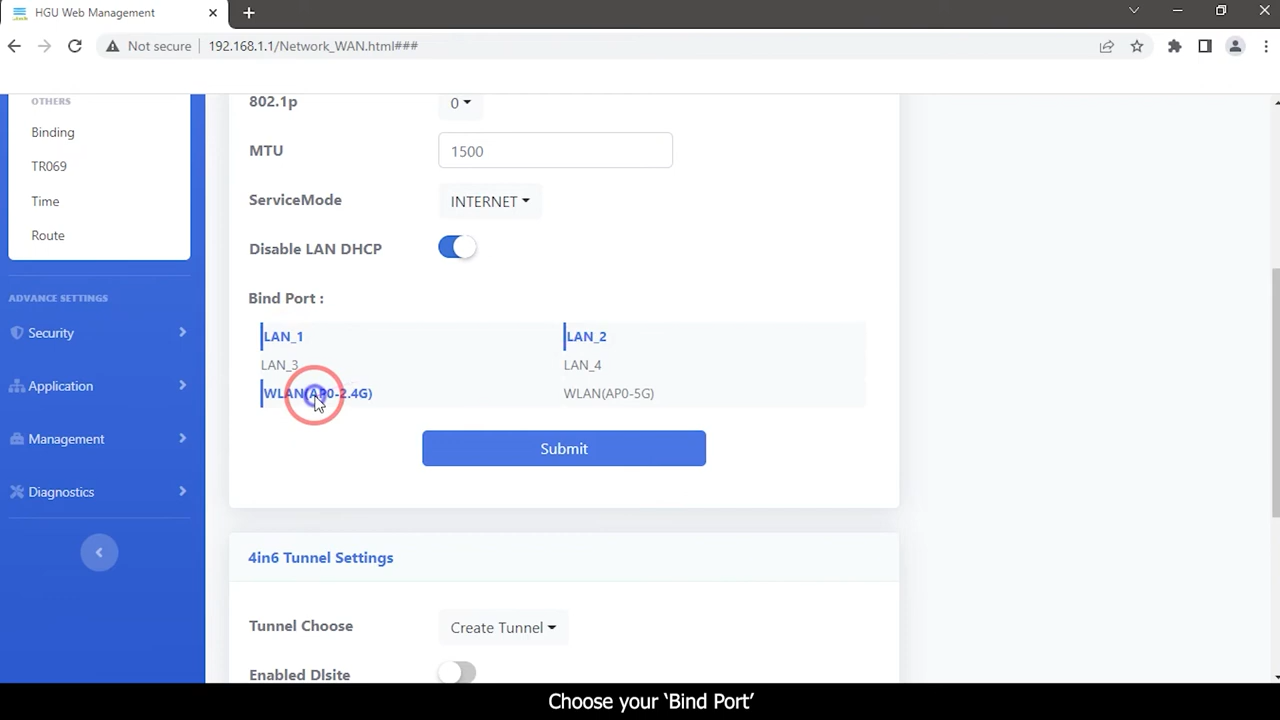 HGU Web Management
Not secure
192.168.1.1/Network_WAN.html###
OTHERS
Binding
TR069
Time
Route
ADVANCE SETTINGS
Security
Application
Management
Diagnostics
802.1p
0
MTU
1500
ServiceMode
INTERNET
Disable LAN DHCP
Bind Port :
LAN_1 LAN_2
LAN_3 LAN_4
WLAN(AP0-2.4G) WLAN(AP0-5G)
Submit
4in6 Tunnel Settings
Tunnel Choose
Create Tunnel
Enabled Dlsite
Choose your ‘Bind Port’